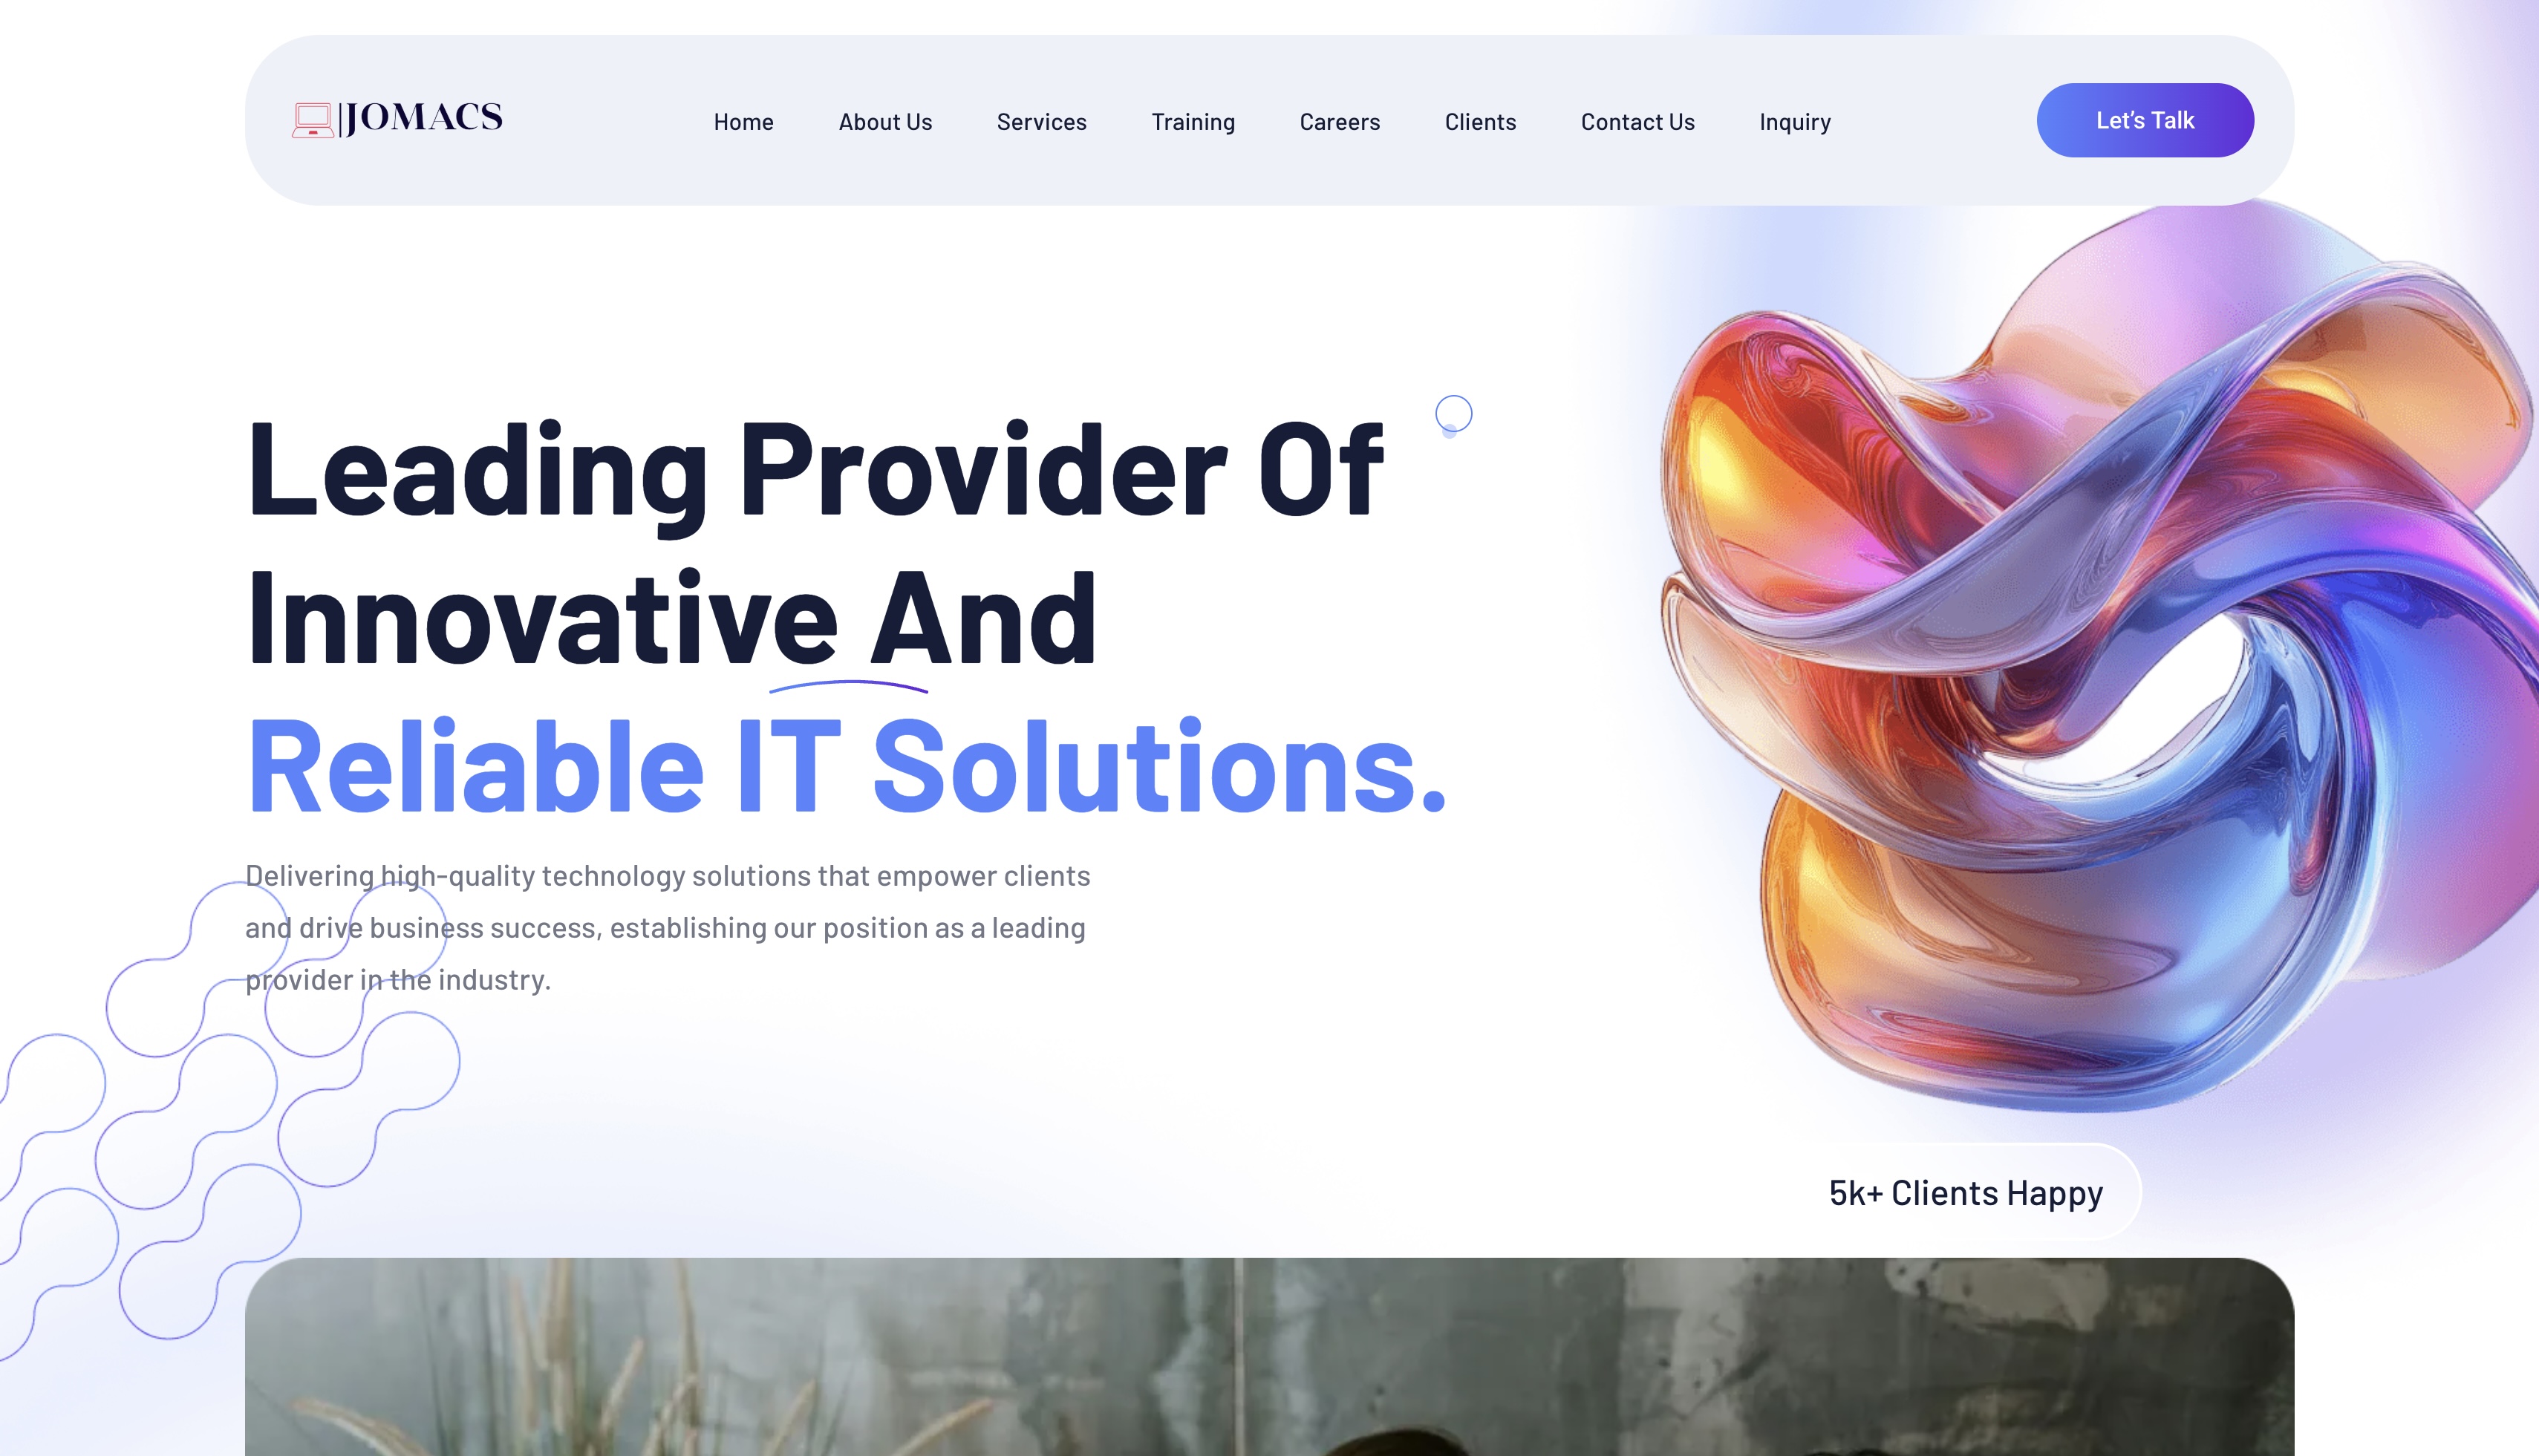 JOMACS
Home
About Us
Services
Training
Careers
Clients
Contact Us
Inquiry
Let’s Talk
Leading Provider Of
Innovative And
Reliable IT Solutions.
Delivering high-quality technology solutions that empower clients
and drive business success, establishing our position as a leading
provider in the industry.
5k+ Clients Happy